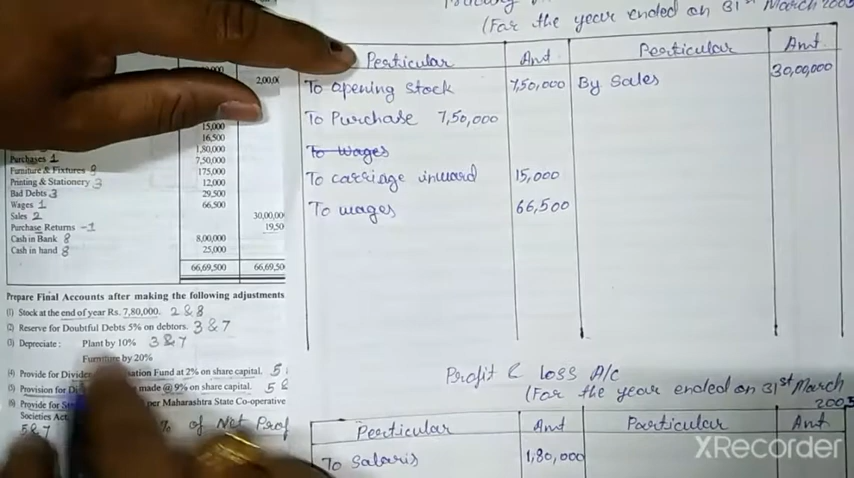 (For the year ended on 31st March 2005
Perticular Amt Perticular Amt
To opening stock 7,50,000 By Sales 30,00,000
To Purchase 7,50,000
To wages
To carriage inward 15,000
To wages 66,500
2,00,00
15,000
16,500
1,80,000
Purchases 1 7,50,000
Furniture & Fixtures 8 175,000
Printing & Stationery 3 12,000
Bad Debts 3 29,500
Wages 1 66,500
Sales 2 30,00,00
Purchase Returns -1 19,50
Cash in Bank 8 8,00,000
Cash in hand 8 25,000
66,69,500 66,69,50
Prepare Final Accounts after making the following adjustments
(1) Stock at the end of year Rs. 7,80,000. 2 & 8
(2) Reserve for Doubtful Debts 5% on debtors. 3 & 7
(3) Depreciate : Plant by 10% 3 & 7
Furniture by 20%
(4) Provide for Divide ation Fund at 2% on share capital. 5
(5) Provision for Di made @ 9% on share capital. 5 &
(6) Provide for St per Maharashtra State Co-operative
Societies Act.
5 & 7 % of Net Prof
Profit & loss A/C
(For the year ended on 31st March
2005
Perticular Amt Particular Amt
To Salaris 1,80,000
XRecorder